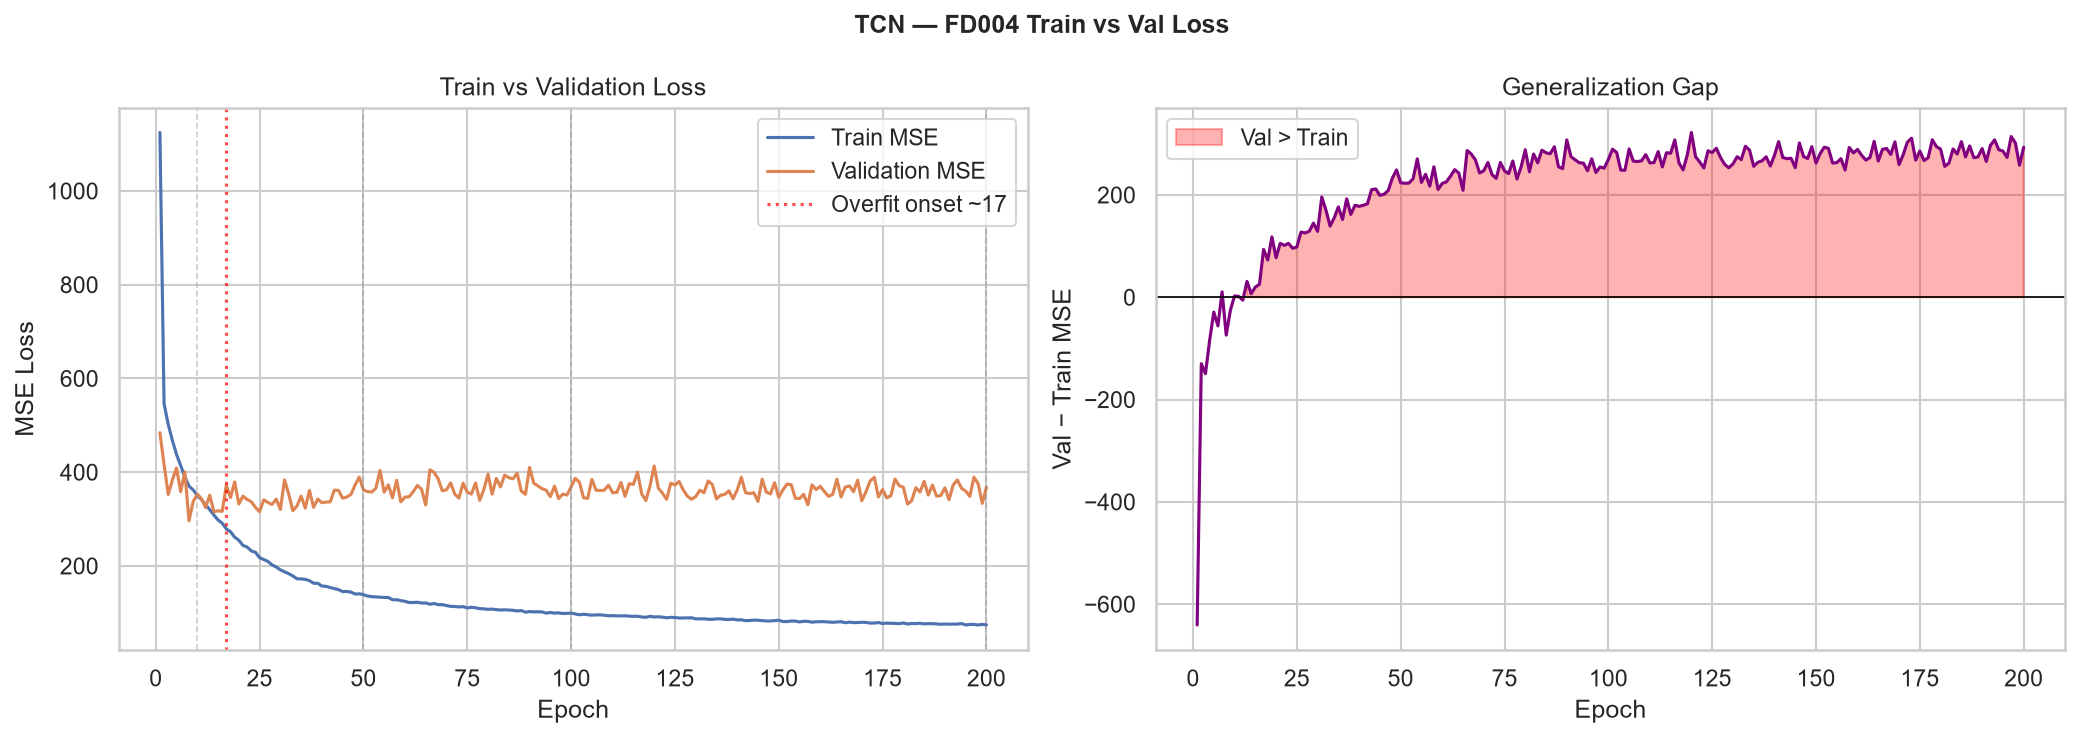 TCN — FD004 Train vs Val Loss
Train vs Validation Loss
MSE Loss
1000
800
600
400
200
Train MSE
Validation MSE
Overfit onset ~17
0 25 50 75 100 125 150 175 200
Epoch
Generalization Gap
Val − Train MSE
200
0
−200
−400
−600
Val > Train
0 25 50 75 100 125 150 175 200
Epoch